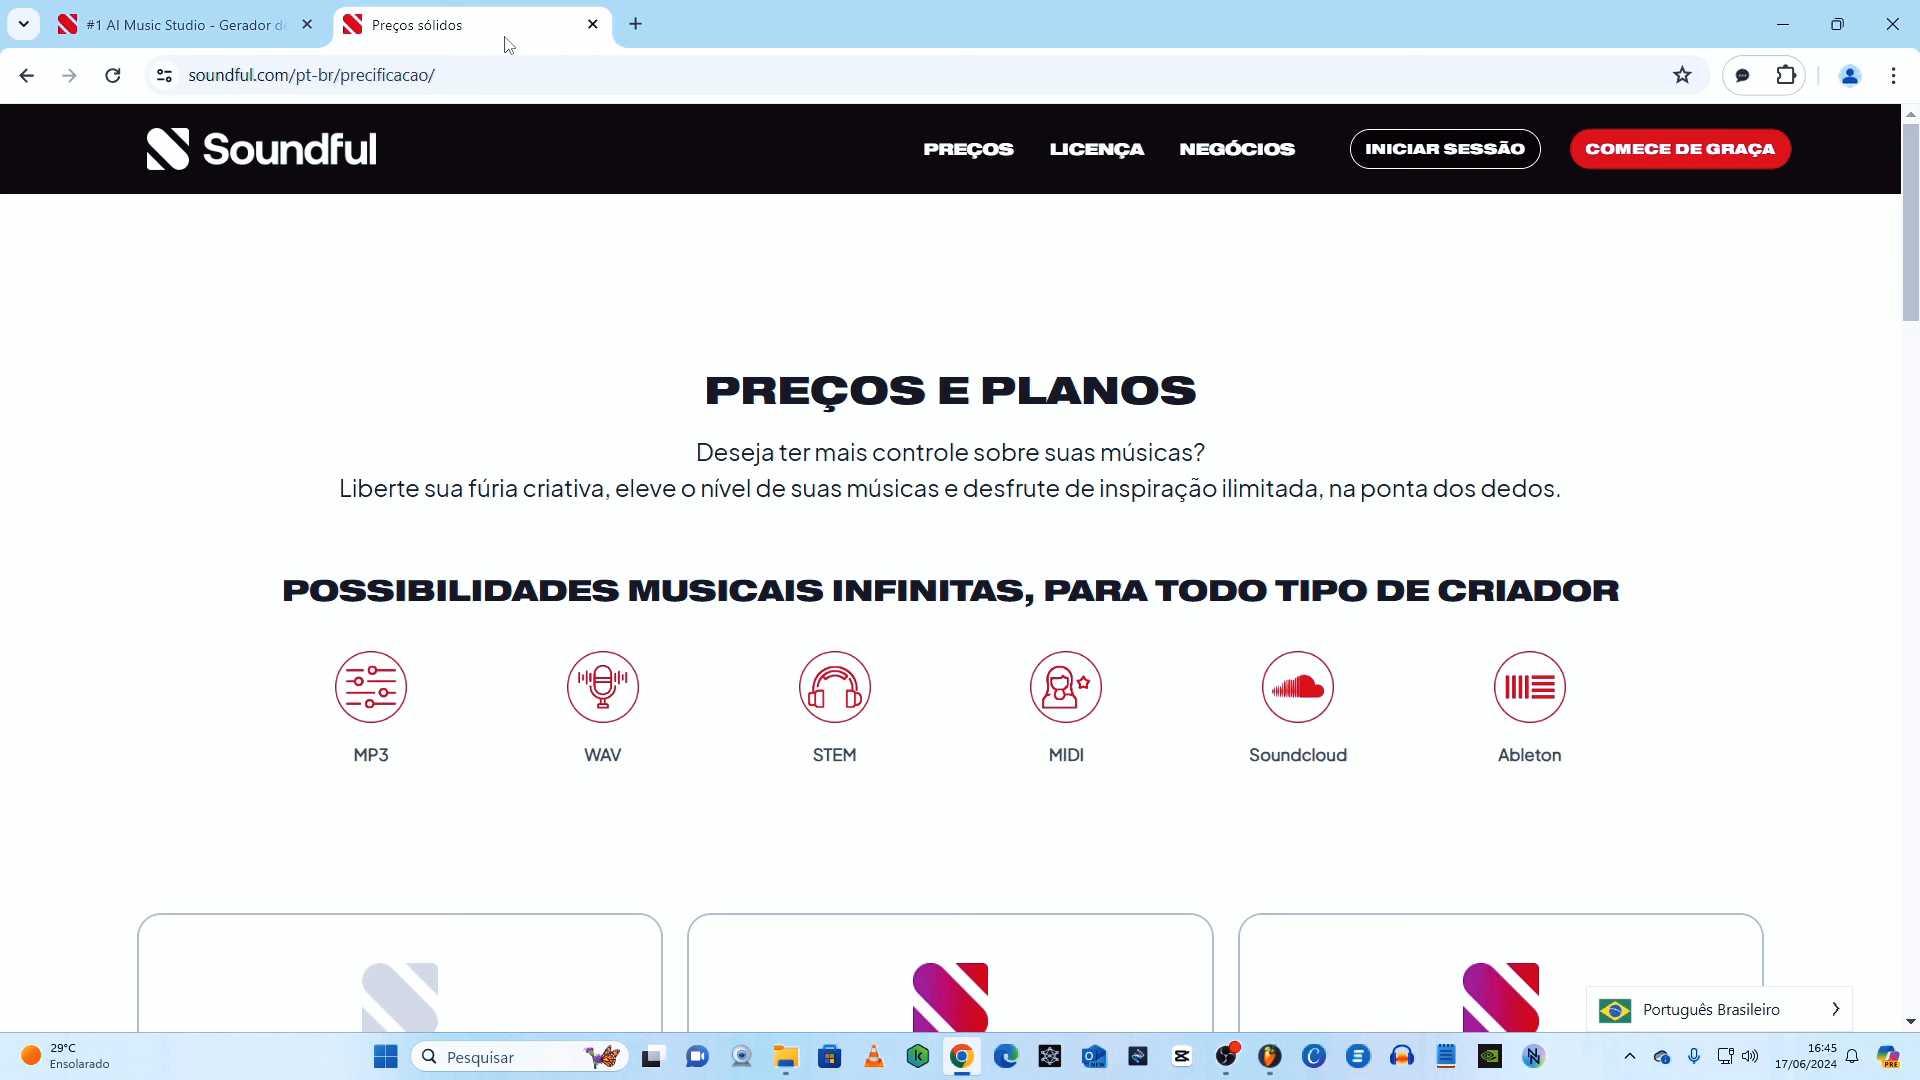 #1 AI Music Studio - Gerador de
Preços sólidos
soundful.com/pt-br/precificacao/
Soundful
PREÇOS
LICENÇA
NEGÓCIOS
INICIAR SESSÃO
COMECE DE GRAÇA
PREÇOS E PLANOS
Deseja ter mais controle sobre suas músicas?
Liberte sua fúria criativa, eleve o nível de suas músicas e desfrute de inspiração ilimitada, na ponta dos dedos.
POSSIBILIDADES MUSICAIS INFINITAS, PARA TODO TIPO DE CRIADOR
MP3
WAV
STEM
MIDI
Soundcloud
Ableton
Português Brasileiro
29°C
Ensolarado
Pesquisar
NEW
16:45
17/06/2024
PRE